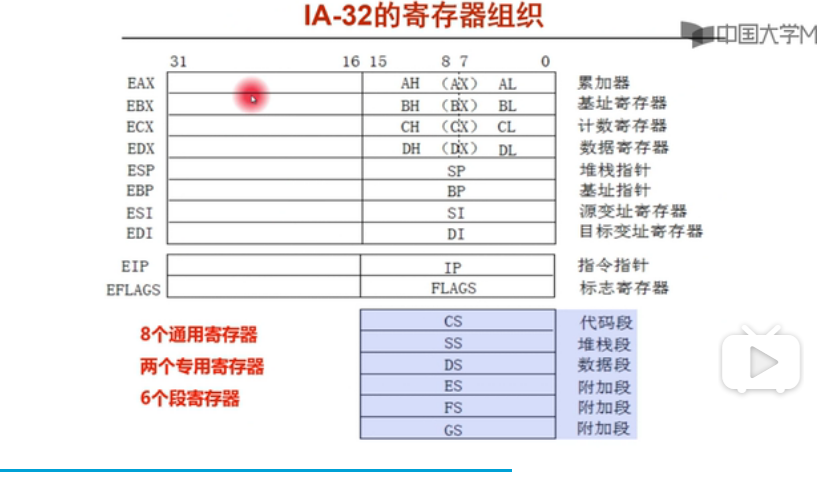 IA-32的寄存器组织
中国大学M
31 16 15 8 7 0
EAX AH (AX) AL 累加器
EBX BH (BX) BL 基址寄存器
ECX CH (CX) CL 计数寄存器
EDX DH (DX) DL 数据寄存器
ESP SP 堆栈指针
EBP BP 基址指针
ESI SI 源变址寄存器
EDI DI 目标变址寄存器
EIP IP 指令指针
EFLAGS FLAGS 标志寄存器
CS 代码段
8个通用寄存器
SS 堆栈段
两个专用寄存器
DS 数据段
ES 附加段
6个段寄存器
FS 附加段
GS 附加段